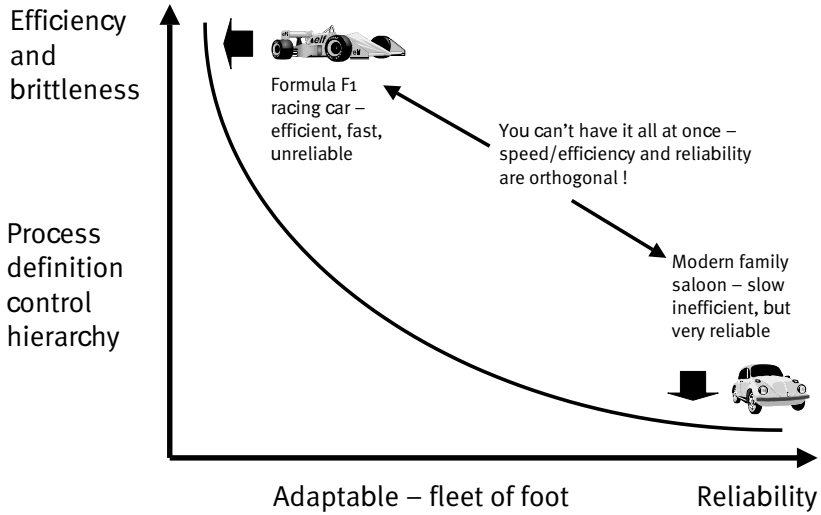 Efficiency
and
brittleness
elf
elf
Formula F1
racing car –
efficient, fast,
unreliable
You can’t have it all at once –
speed/efficiency and reliability
are orthogonal !
Process
definition
control
hierarchy
Modern family
saloon – slow
inefficient, but
very reliable
Adaptable – fleet of foot
Reliability